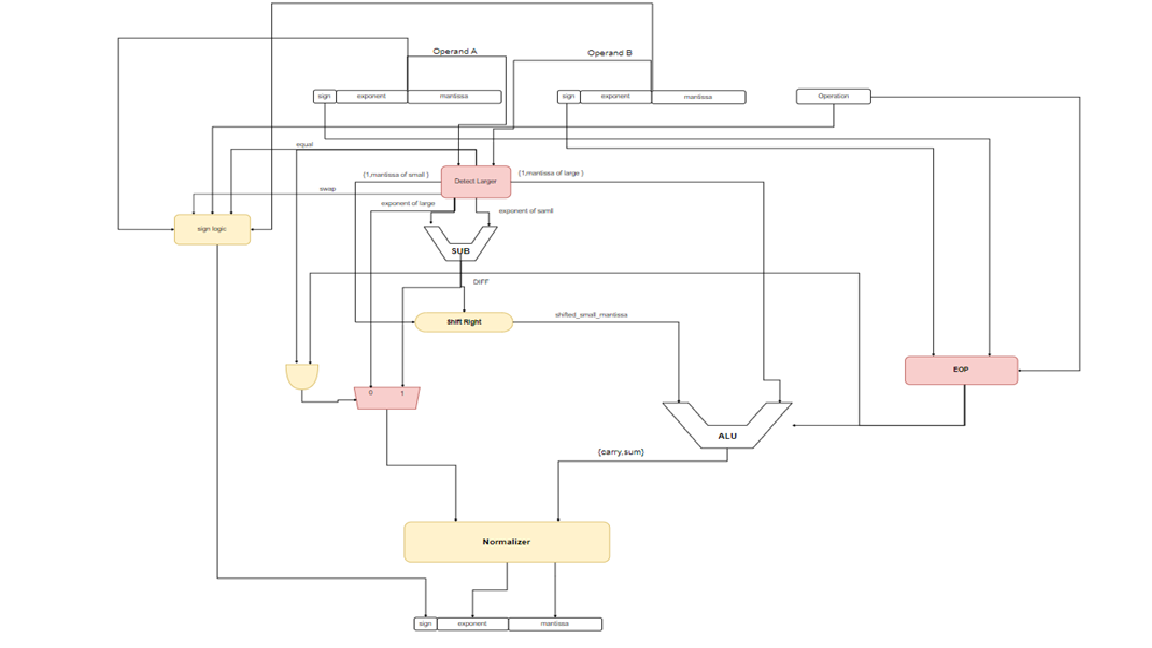 Operand A
Operand B
sign exponent mantissa
sign exponent mantissa
Operation
equal
{1,mantissa of small }
Detect Larger
{1,mantissa of large }
swap
exponent of larger
exponent of samll
sign logic
SUB
DIFF
Shift Right
shifted_small_mantissa
EOP
0 1
ALU
{carry,sum}
Normalizer
sign exponent mantissa